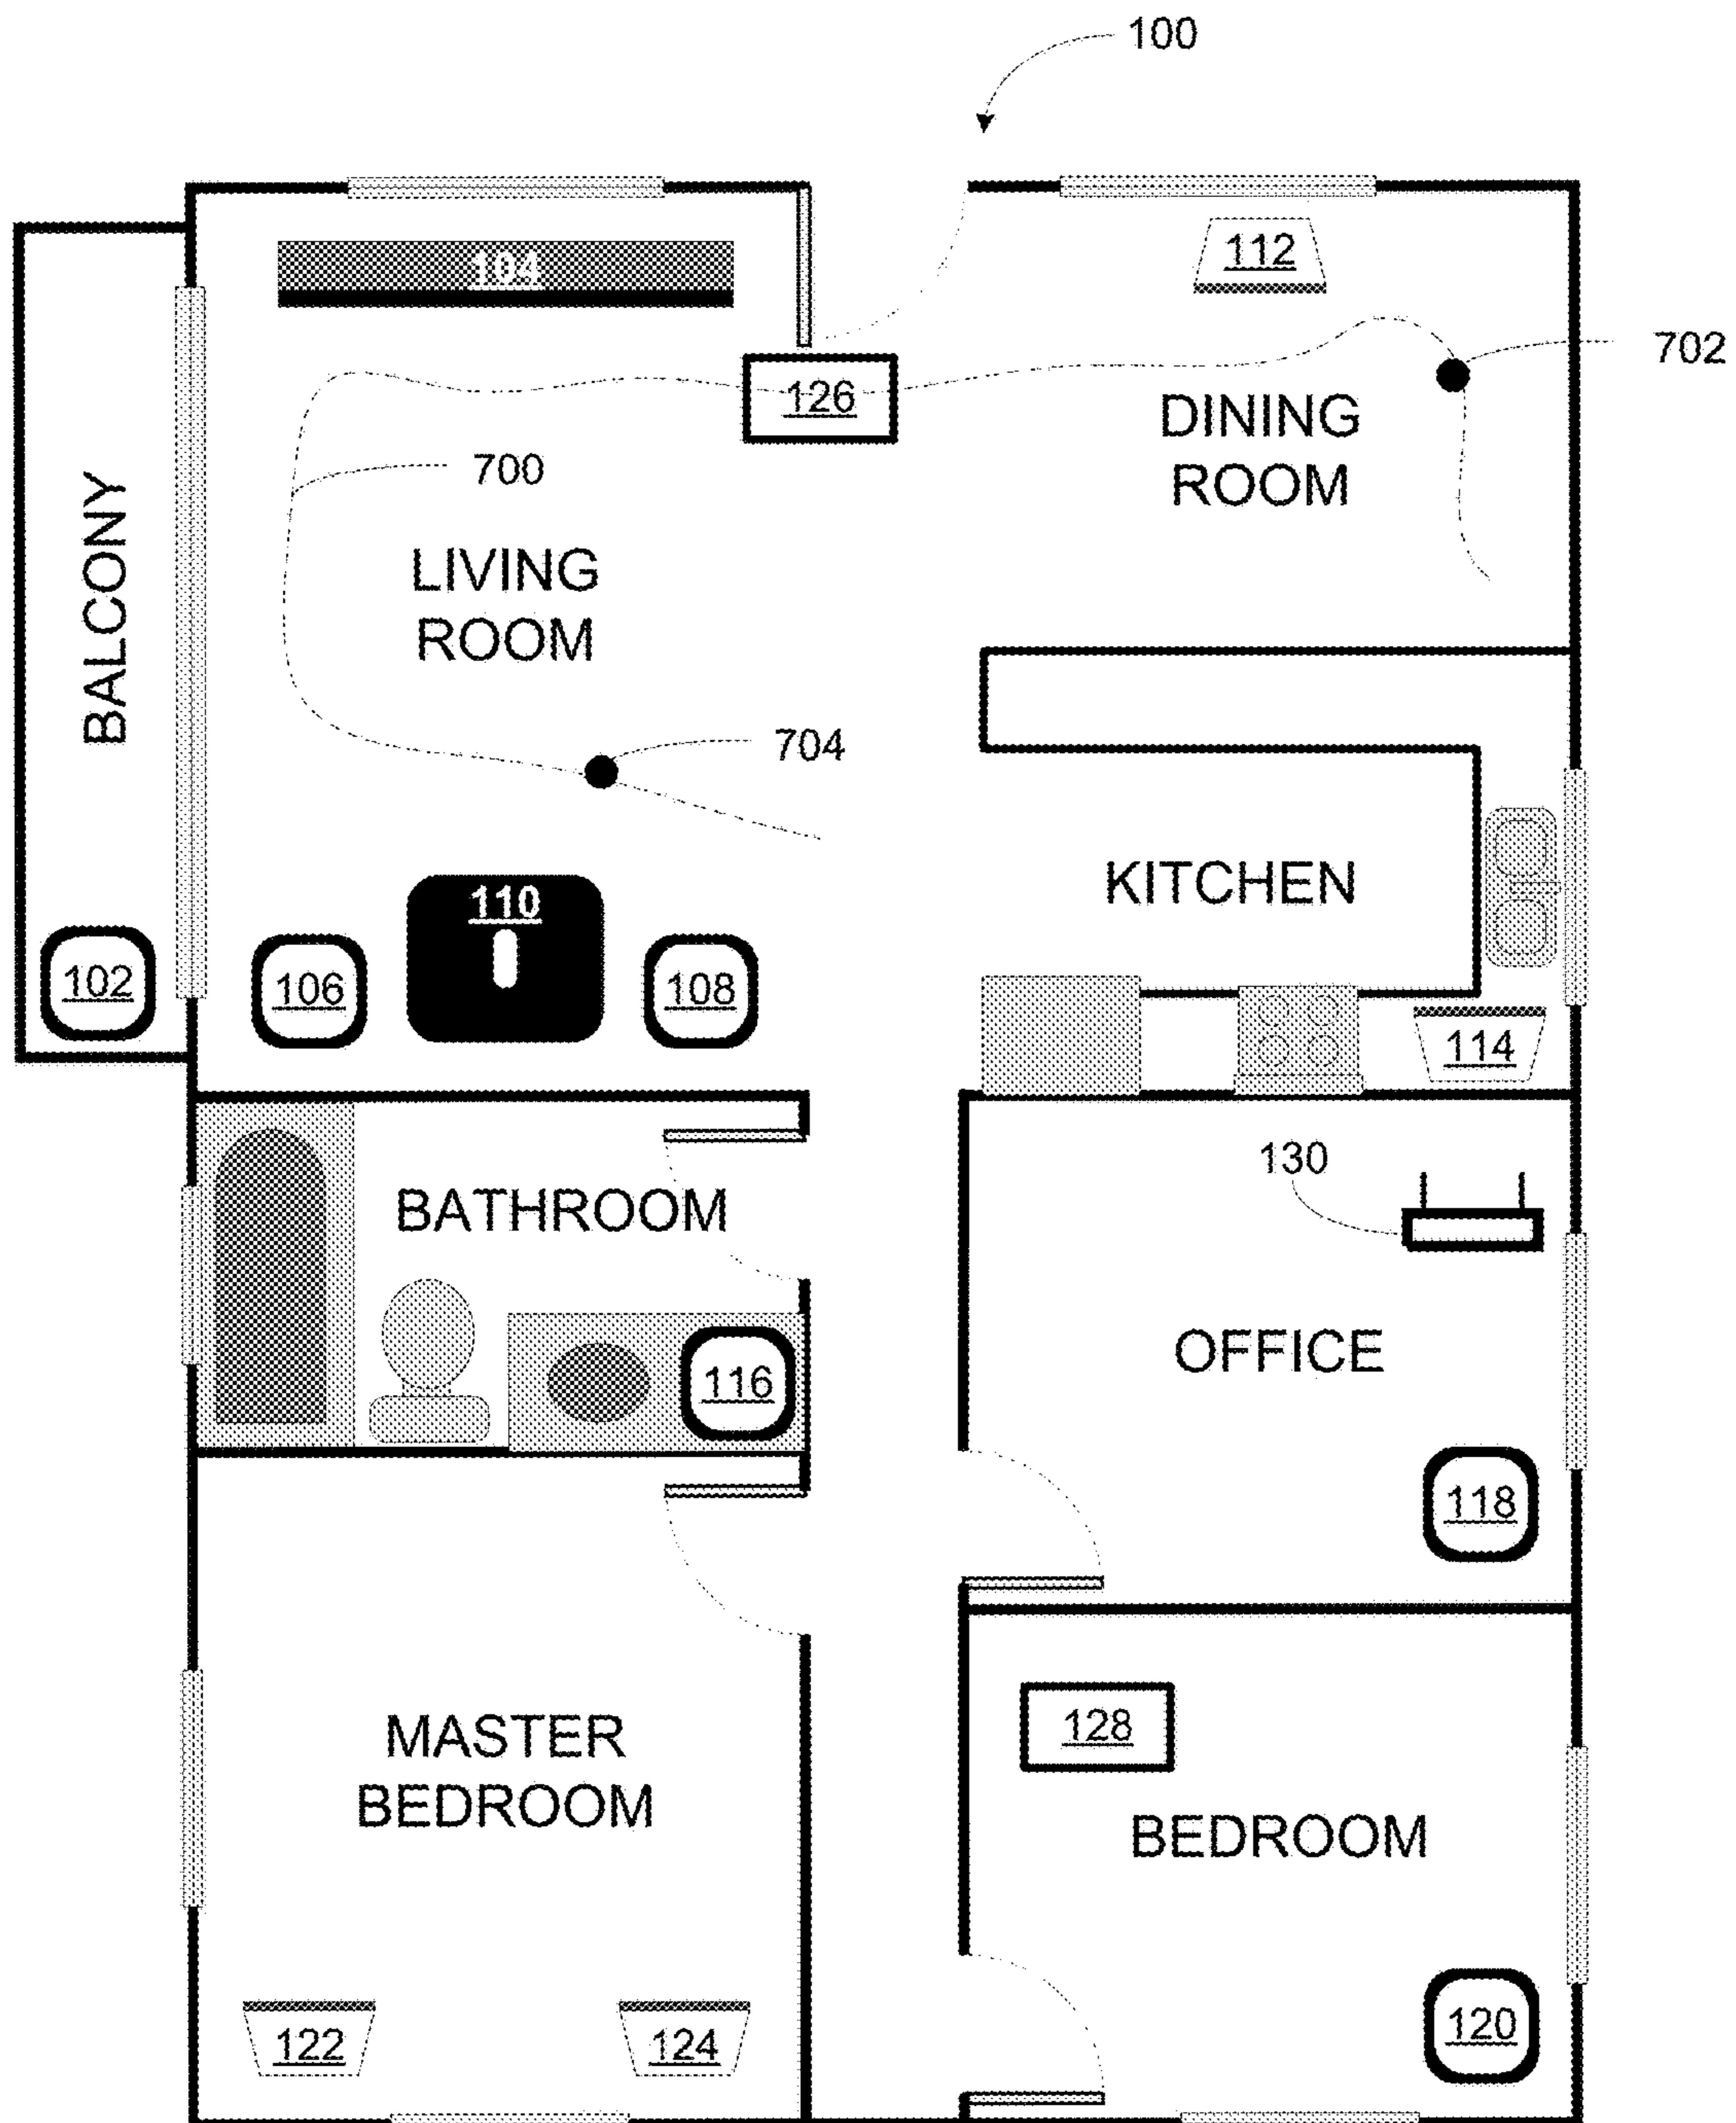 100
104
112
702
126
DINING
ROOM
700
BALCONY
LIVING
ROOM
704
KITCHEN
110
102
106
108
114
130
BATHROOM
OFFICE
116
118
128
MASTER
BEDROOM
BEDROOM
120
122
124